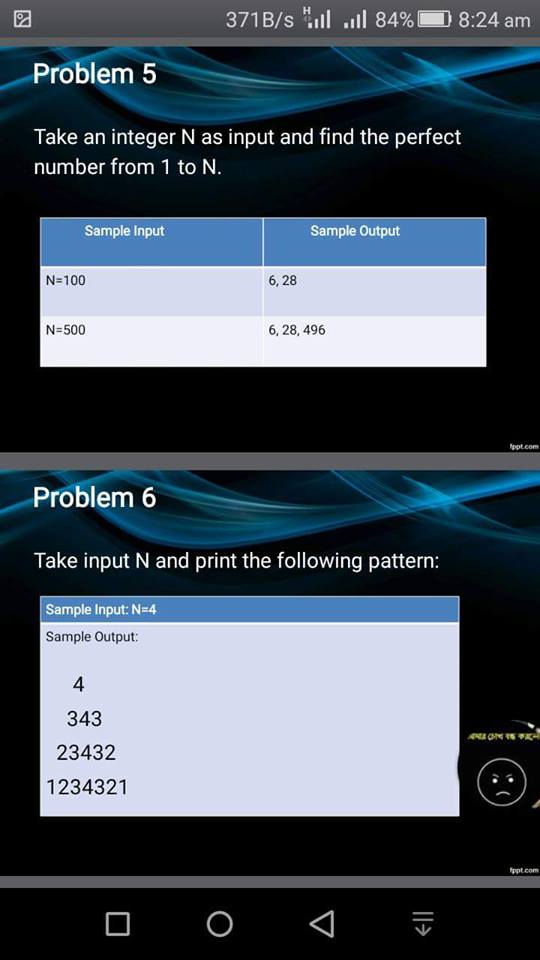 371B/s H 84% 8:24 am
Problem 5
Take an integer N as input and find the perfect
number from 1 to N.
Sample Input Sample Output
N=100 6, 28
N=500 6, 28, 496
fppt.com
Problem 6
Take input N and print the following pattern:
Sample Input: N=4
Sample Output:
4
343
23432
1234321
চোখ বন্ধ
fppt.com